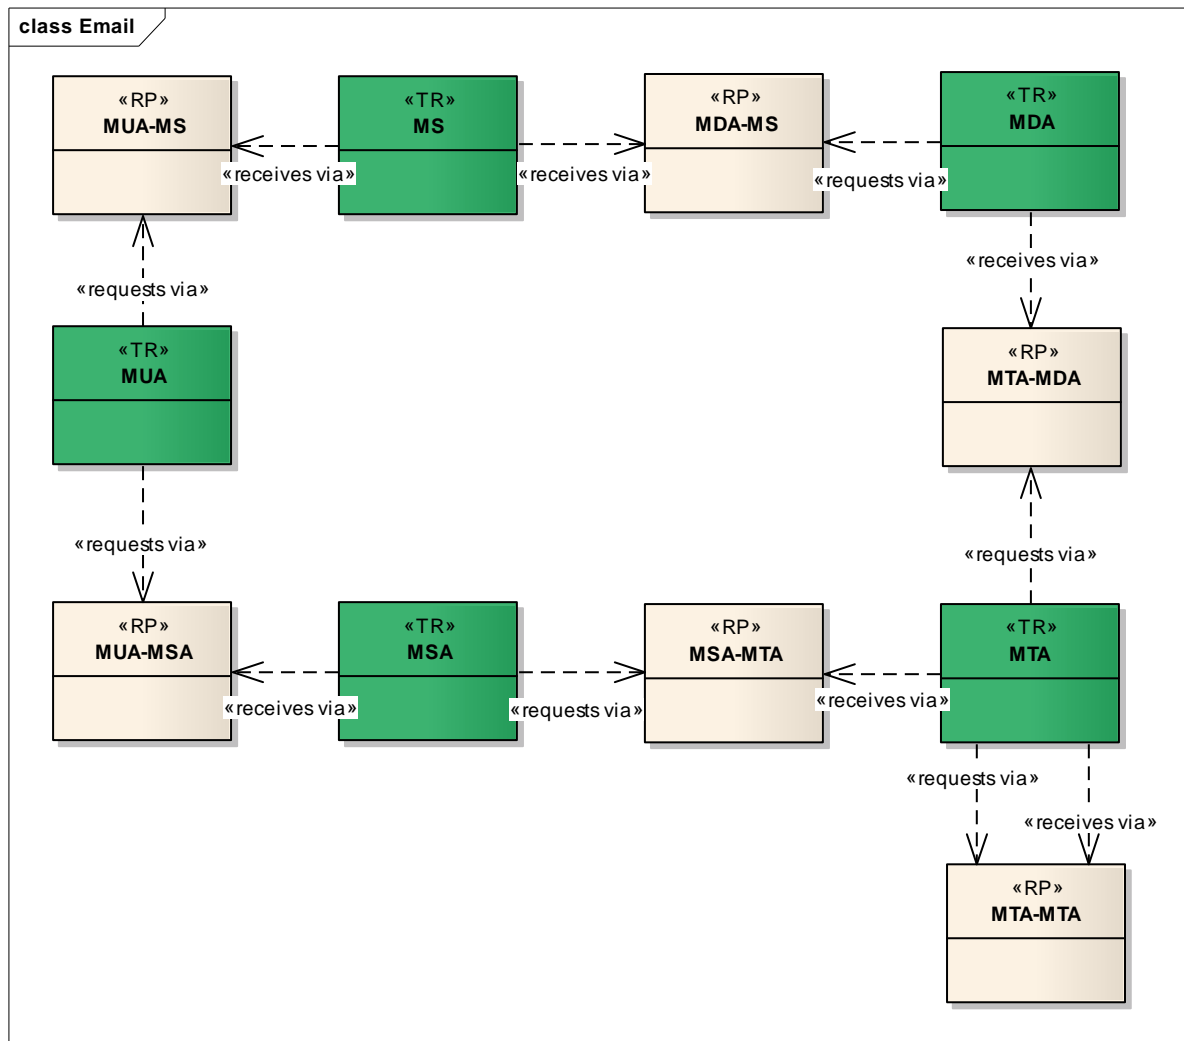 class Email
«RP»
MUA-MS
«TR»
MS
«RP»
MDA-MS
«TR»
MDA
«receives via»
«receives via»
«requests via»
«receives via»
«requests via»
«TR»
MUA
«RP»
MTA-MDA
«requests via»
«requests via»
«RP»
MUA-MSA
«TR»
MSA
«RP»
MSA-MTA
«TR»
MTA
«receives via»
«requests via»
«receives via»
«requests via»
«receives via»
«RP»
MTA-MTA